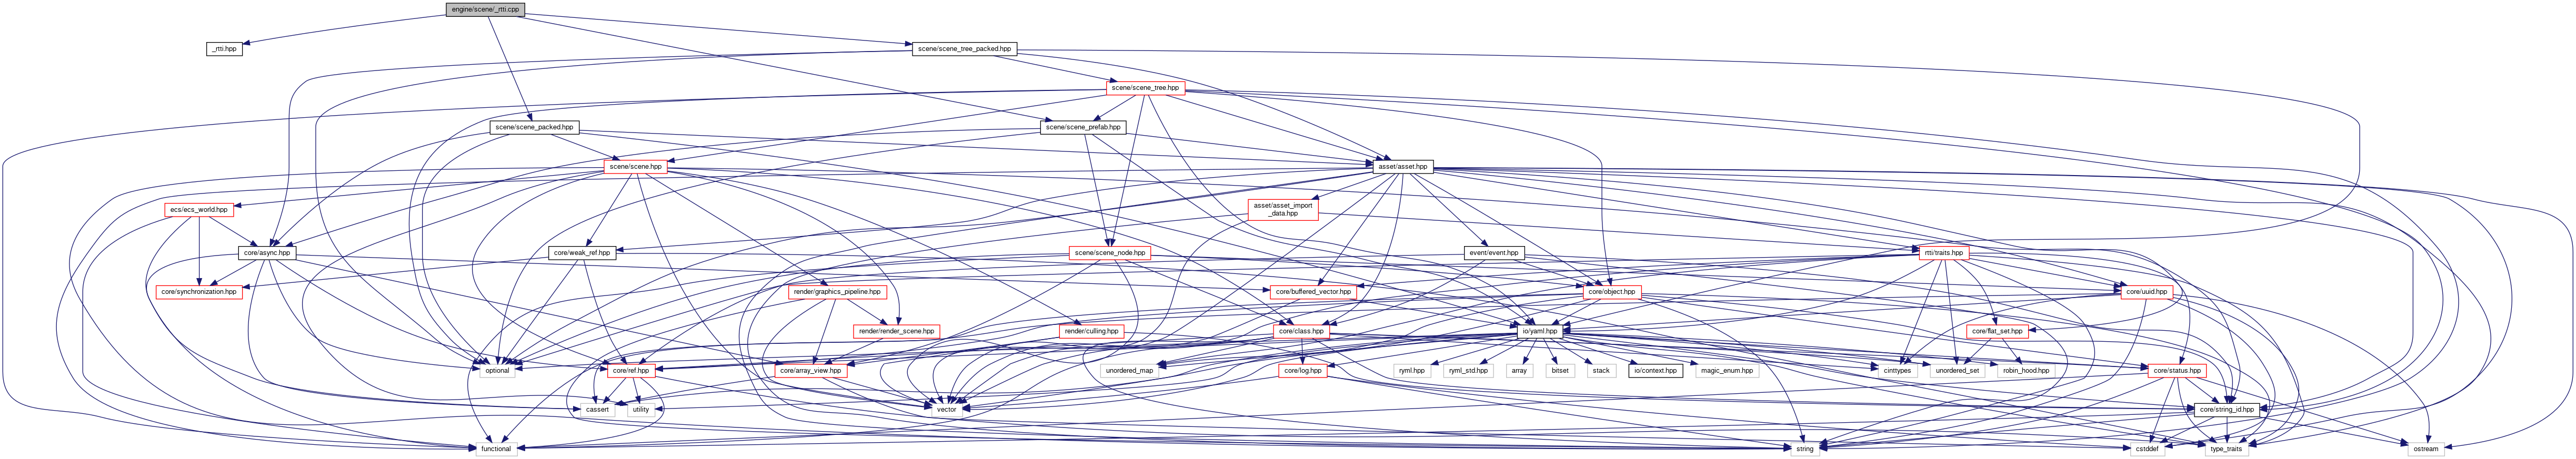 engine/scene/_rtti.cpp
_rtti.hpp
scene/scene_tree_packed.hpp
scene/scene_tree.hpp
scene/scene_packed.hpp
scene/scene_prefab.hpp
scene/scene.hpp
asset/asset.hpp
ecs/ecs_world.hpp
asset/asset_import
_data.hpp
core/async.hpp
core/weak_ref.hpp
scene/scene_node.hpp
event/event.hpp
rtti/traits.hpp
core/synchronization.hpp
render/graphics_pipeline.hpp
core/buffered_vector.hpp
core/object.hpp
core/uuid.hpp
render/render_scene.hpp
render/culling.hpp
core/class.hpp
io/yaml.hpp
core/flat_set.hpp
optional
core/ref.hpp
core/array_view.hpp
unordered_map
core/log.hpp
ryml.hpp
ryml_std.hpp
array
bitset
stack
io/context.hpp
magic_enum.hpp
cinttypes
unordered_set
robin_hood.hpp
core/status.hpp
cassert
utility
vector
core/string_id.hpp
functional
string
cstddef
type_traits
ostream